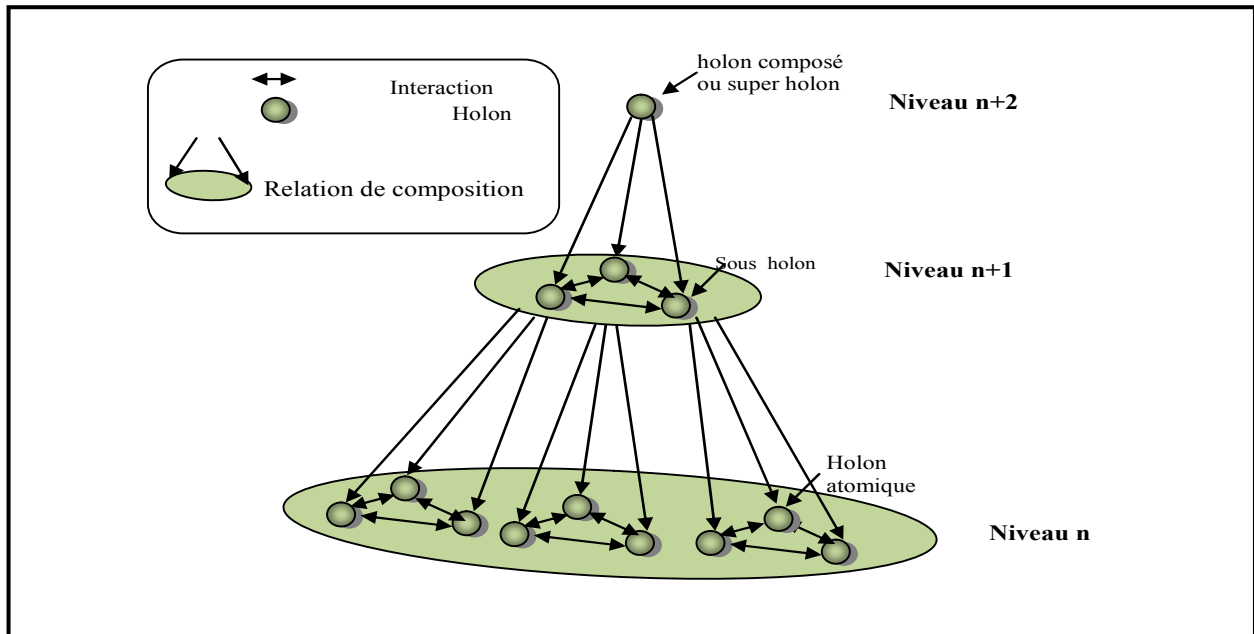 Interaction
Holon
Relation de composition
holon composé
ou super holon
Niveau n+2
Sous holon
Niveau n+1
Holon
atomique
Niveau n